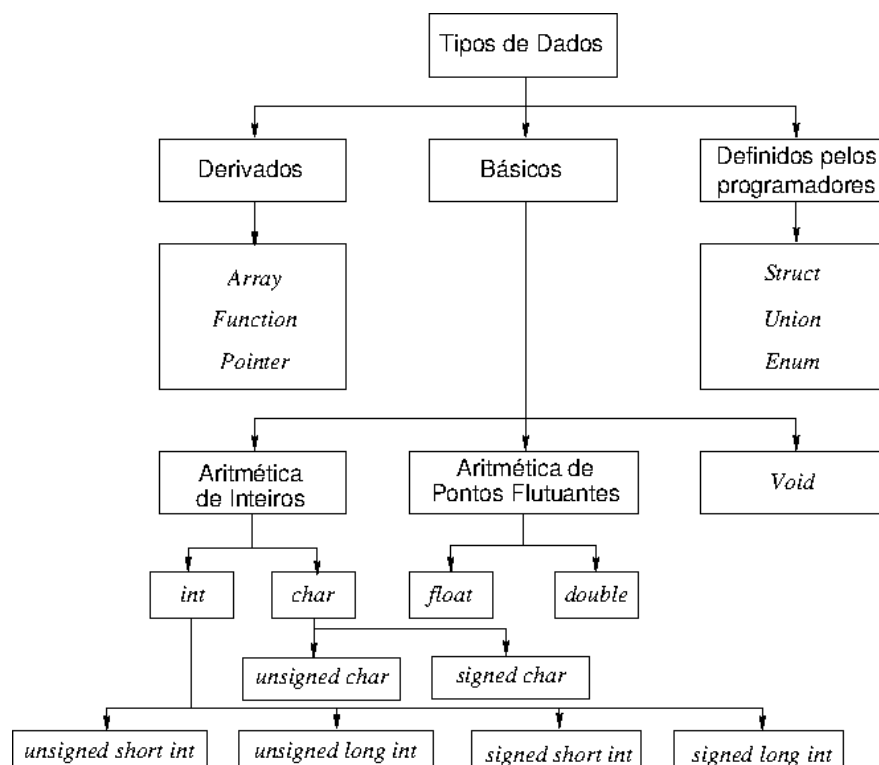 Tipos de Dados
Derivados
Básicos
Definidos pelos
programadores
Array
Function
Pointer
Struct
Union
Enum
Aritmética
de Inteiros
Aritmética de
Pontos Flutuantes
Void
int
char
float
double
unsigned char
signed char
unsigned short int
unsigned long int
signed short int
signed long int